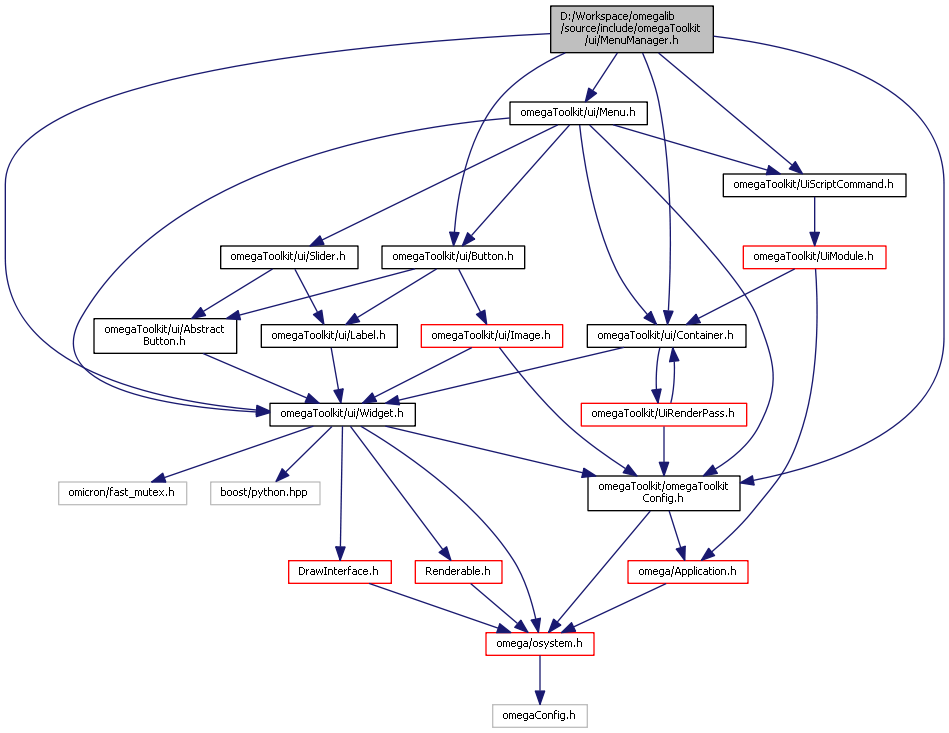 D:/Workspace/omegalib
/source/include/omegaToolkit
/ui/MenuManager.h
omegaToolkit/ui/Menu.h
omegaToolkit/UiScriptCommand.h
omegaToolkit/ui/Slider.h
omegaToolkit/ui/Button.h
omegaToolkit/UiModule.h
omegaToolkit/ui/Abstract
Button.h
omegaToolkit/ui/Label.h
omegaToolkit/ui/Image.h
omegaToolkit/ui/Container.h
omegaToolkit/ui/Widget.h
omegaToolkit/UiRenderPass.h
omicron/fast_mutex.h
boost/python.hpp
omegaToolkit/omegaToolkit
Config.h
DrawInterface.h
Renderable.h
omega/Application.h
omega/osystem.h
omegaConfig.h